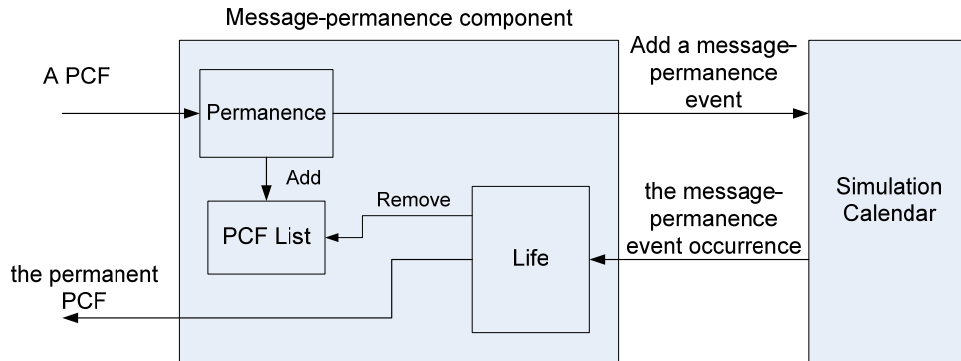 Message-permanence component
A PCF
Permanence
Add a message-
permanence
event
Add
Remove
PCF List
Life
the message-
permanence
event occurrence
Simulation
Calendar
the permanent
PCF